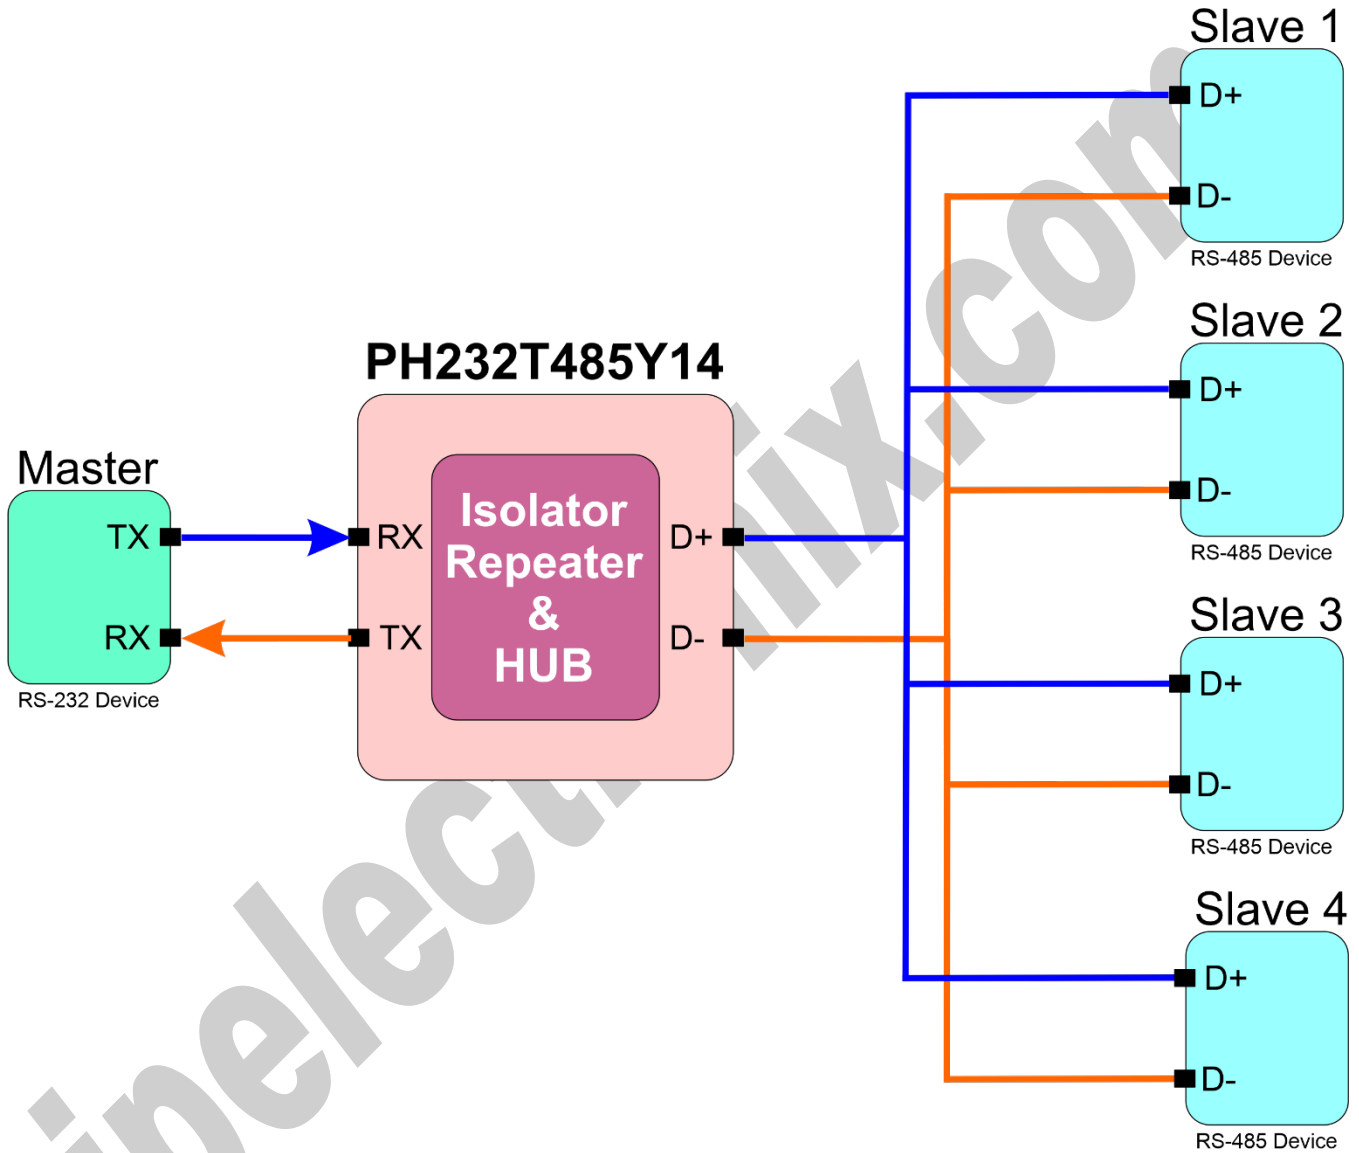 Slave 1
D+
D-
RS-485 Device
Slave 2
D+
D-
RS-485 Device
PH232T485Y14
Master
TX
RX
RS-232 Device
RX
TX
Isolator
Repeater
&
HUB
D+
D-
Slave 3
D+
D-
RS-485 Device
Slave 4
D+
D-
RS-485 Device